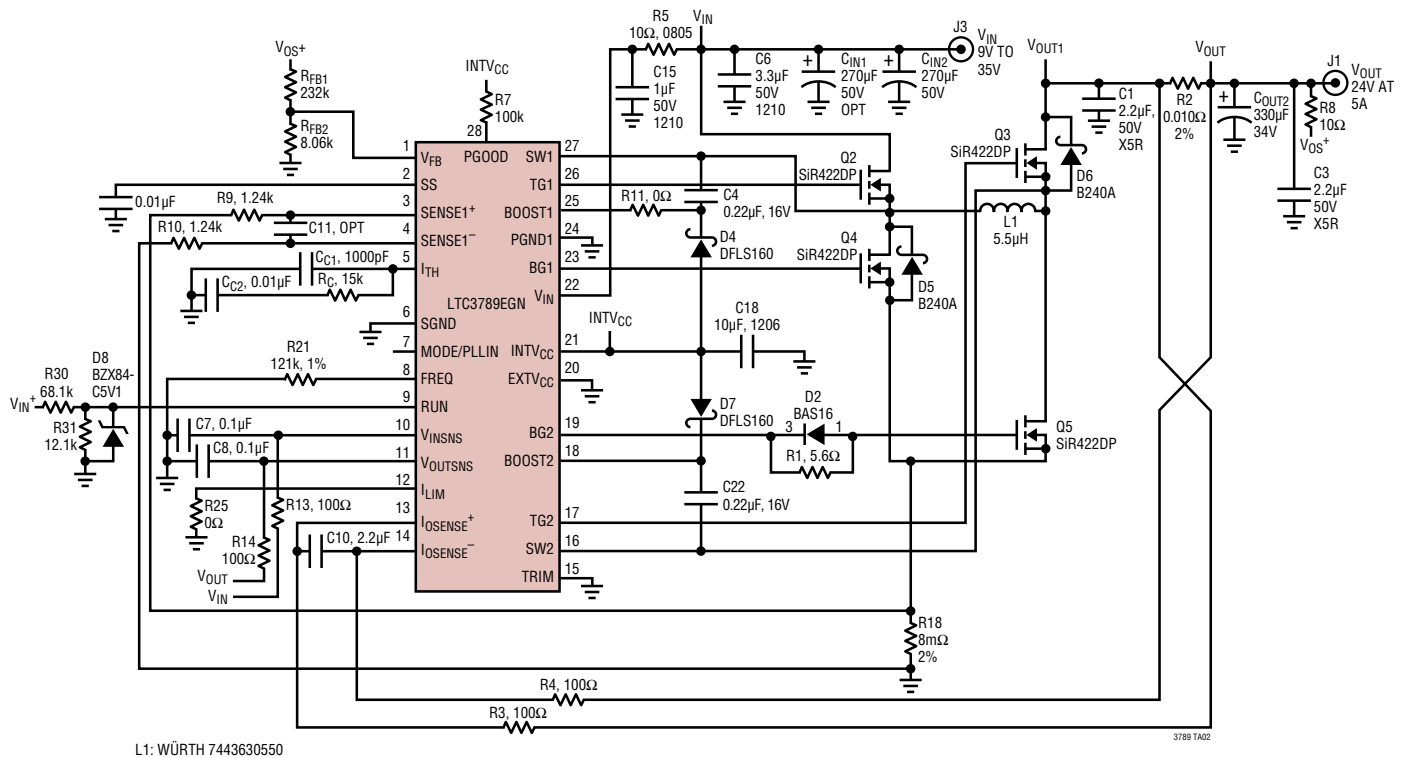 VOS+
RFB1
232k
RFB2
8.06k
INTVCC
R7
100k
R5
10Ω, 0805
VIN
C15
1µF
50V
1210
C6
3.3µF
50V
1210
+
CIN1
270µF
50V
OPT
+
CIN2
270µF
50V
J3
VIN
9V TO
35V
VOUT1
C1
2.2µF,
50V
X5R
R2
0.010Ω
2%
VOUT
+
COUT2
330µF
34V
J1
VOUT
24V AT
5A
R8
10Ω
VOS+
C3
2.2µF
50V
X5R
LTC3789EGN
1
VFB
2
SS
3
SENSE1+
4
SENSE1–
5
ITH
6
SGND
7
MODE/PLLIN
8
FREQ
9
RUN
10
VINSNS
11
VOUTSNS
12
ILIM
13
IOSENSE+
14
IOSENSE–
28
PGOOD
27
SW1
26
TG1
25
BOOST1
24
PGND1
23
BG1
22
VIN
21
INTVCC
20
EXTVCC
19
BG2
18
BOOST2
17
TG2
16
SW2
15
TRIM
0.01µF
R9, 1.24k
R10, 1.24k
C11, OPT
CC1, 1000pF
CC2, 0.01µF
RC, 15k
R21
121k, 1%
D8
BZX84-
C5V1
R30
68.1k
VIN+
R31
12.1k
C7, 0.1µF
C8, 0.1µF
R25
0Ω
R13, 100Ω
R14
100Ω
C10, 2.2µF
VOUT
VIN
R11, 0Ω
C4
0.22µF, 16V
D4
DFLS160
INTVCC
C18
10µF, 1206
D7
DFLS160
D2
BAS16
3
1
R1, 5.6Ω
C22
0.22µF, 16V
Q2
SiR422DP
Q4
SiR422DP
D5
B240A
Q3
SiR422DP
D6
B240A
L1
5.5µH
Q5
SiR422DP
R18
8mΩ
2%
R4, 100Ω
R3, 100Ω
3789 TA02
L1: WÜRTH 7443630550